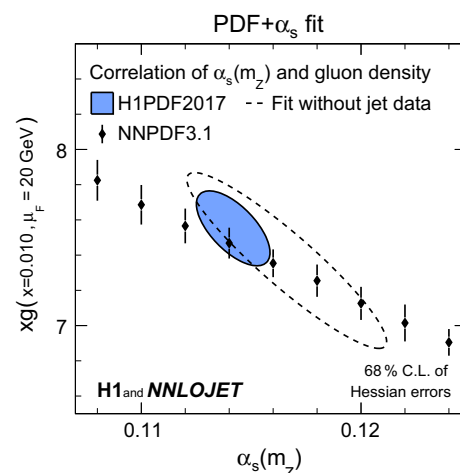 PDF+αs fit
Correlation of αs(mZ) and gluon density
H1PDF2017
Fit without jet data
NNPDF3.1
8
7
xg( x=0.010 , μF = 20 GeV )
H1 and NNLOJET
68 % C.L. of
Hessian errors
0.11
0.12
αs(mZ)